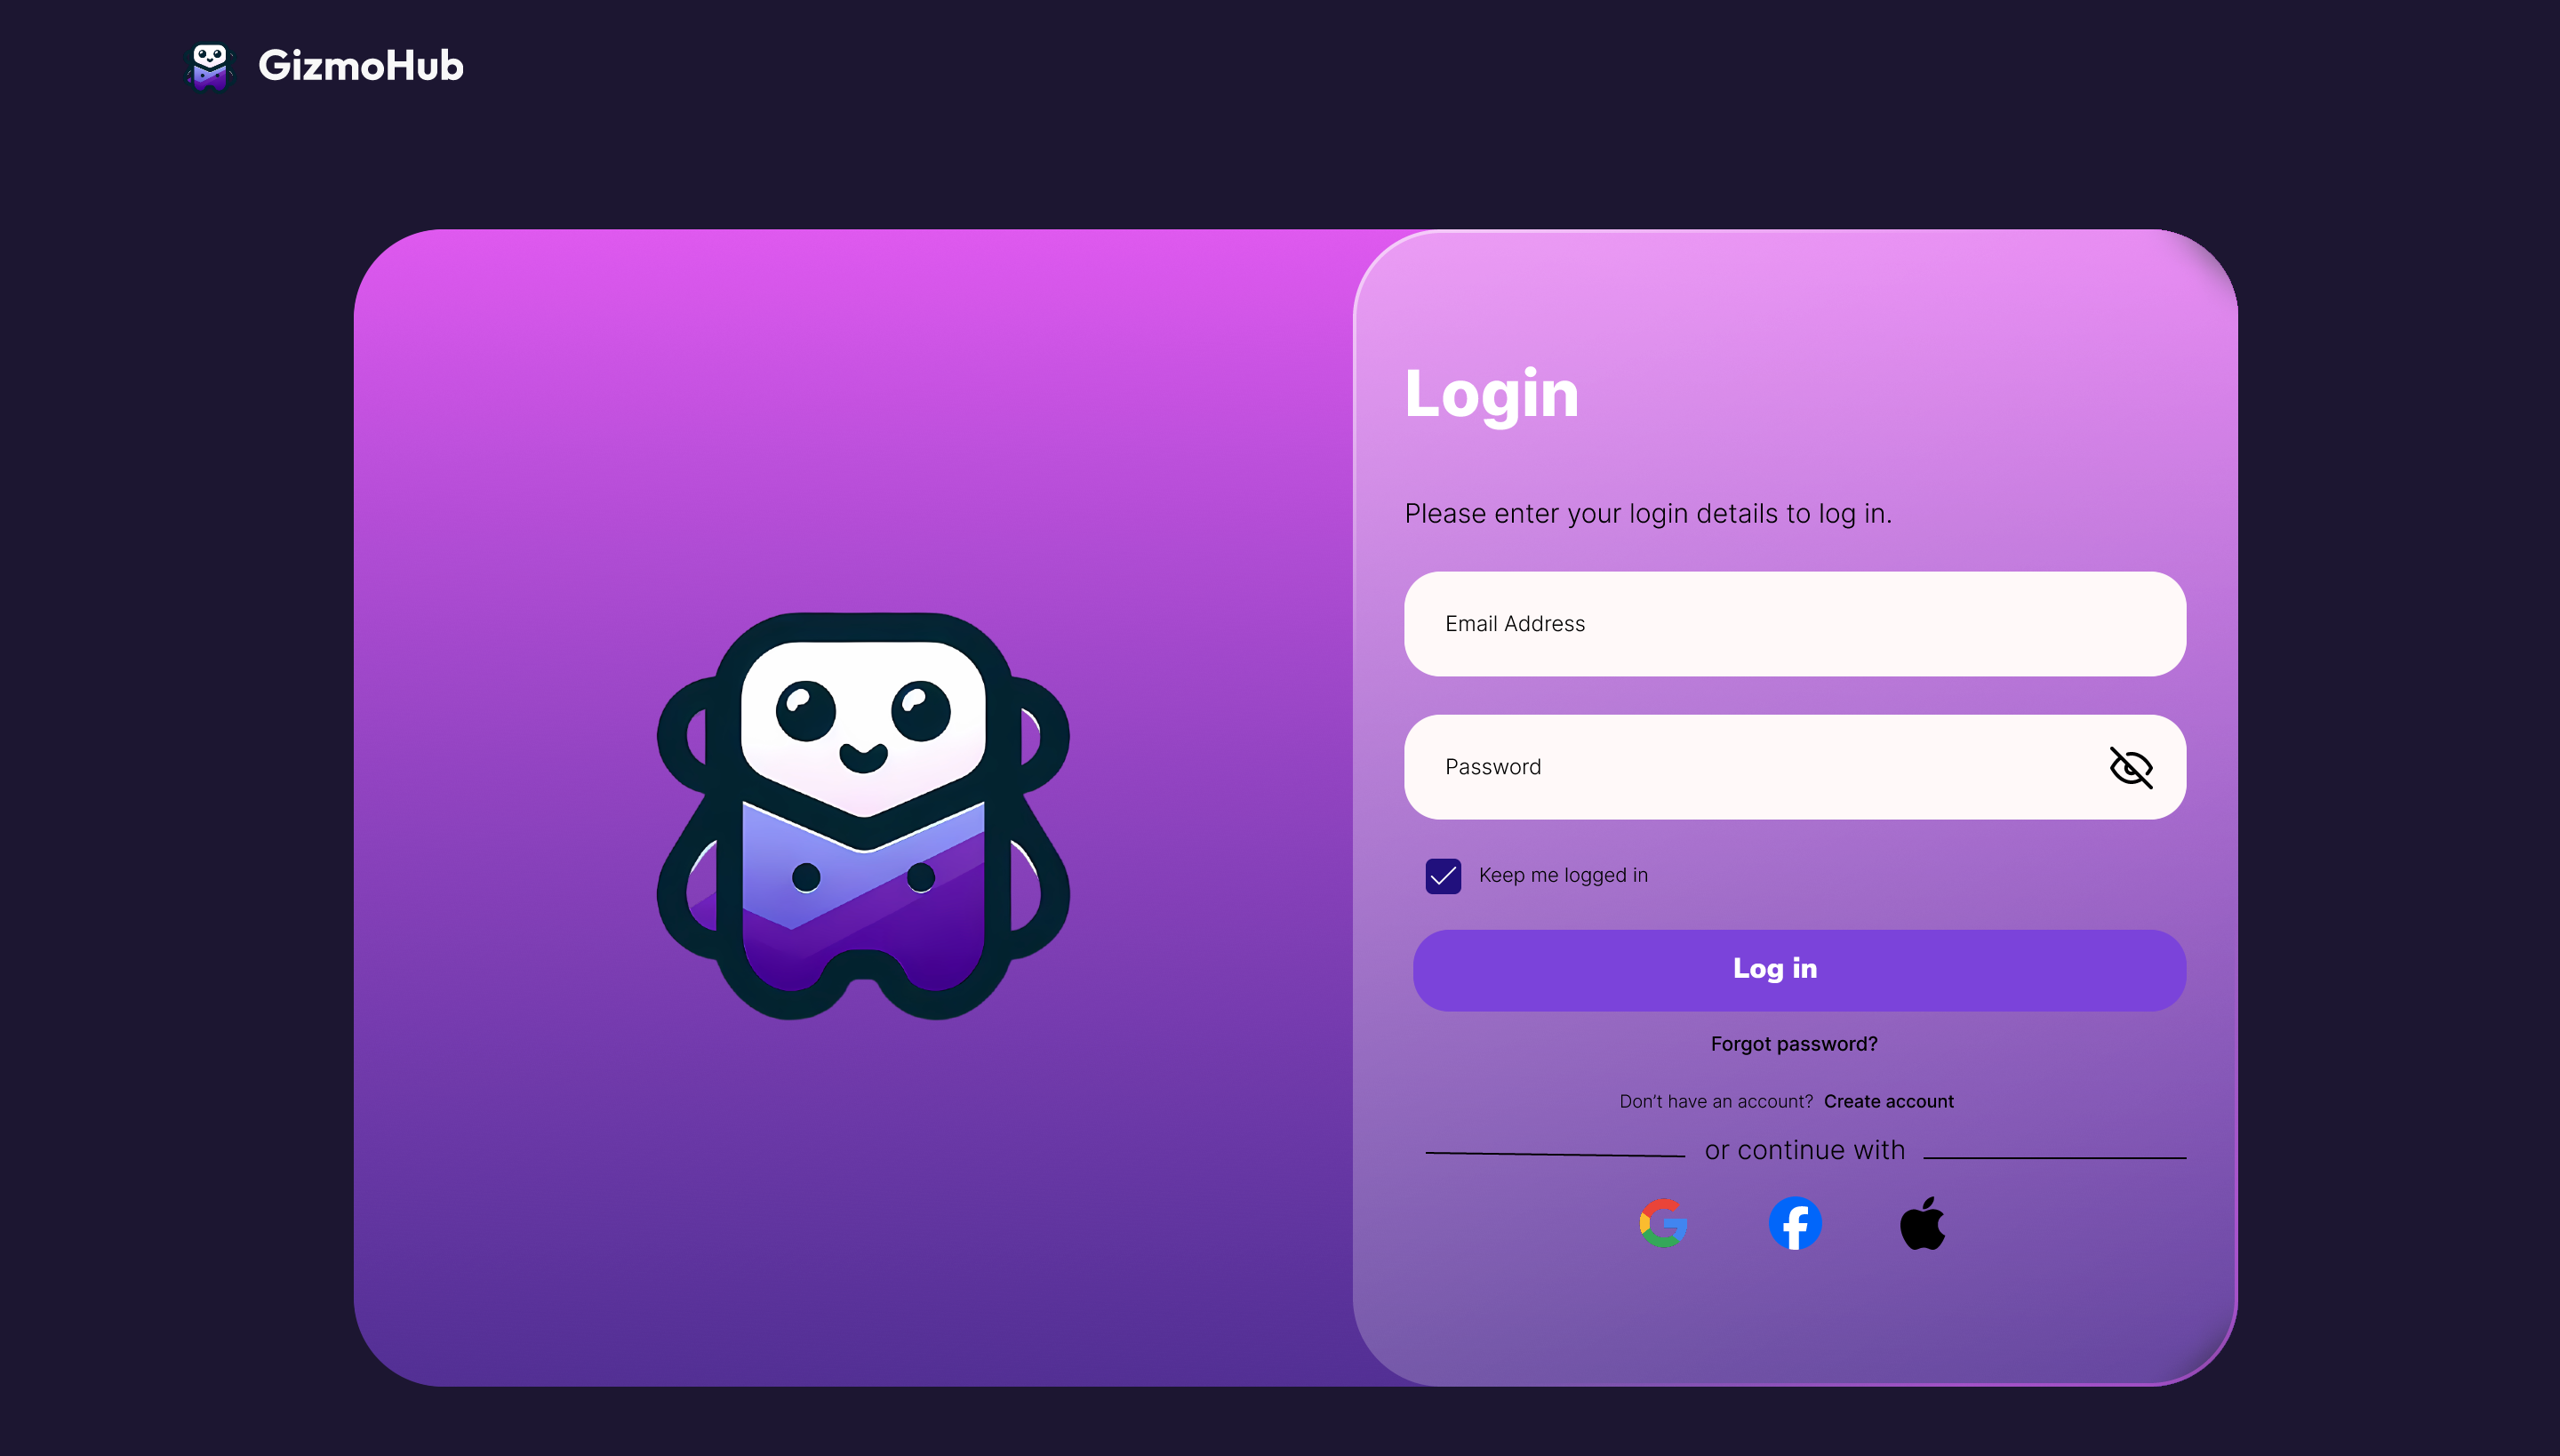 GizmoHub
Login
Please enter your login details to log in.
Email Address
Password
Keep me logged in
Log in
Forgot password?
Don’t have an account? Create account
or continue with